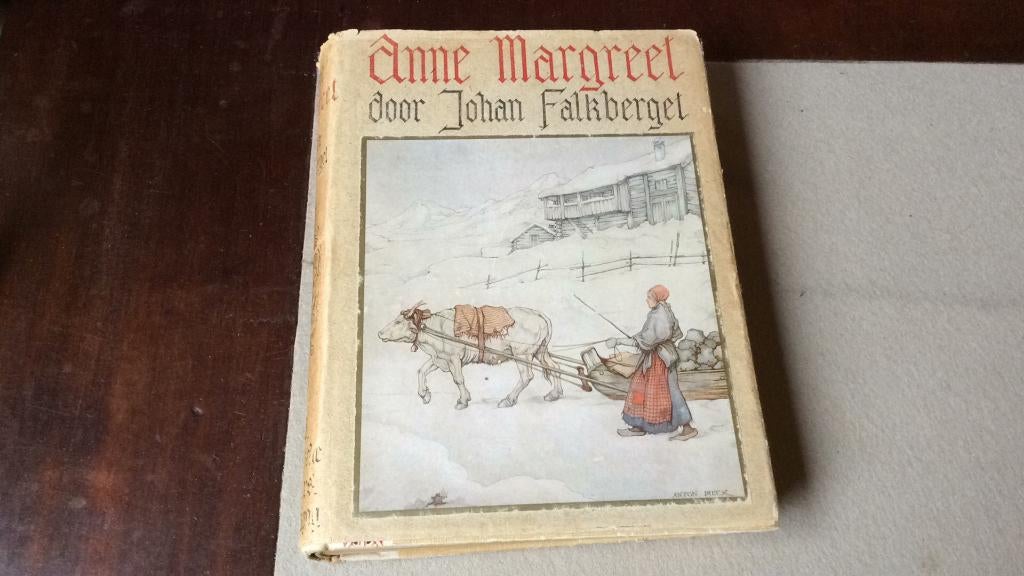 Anne Margreet
door Johan Falkberget
ANTON PIECK